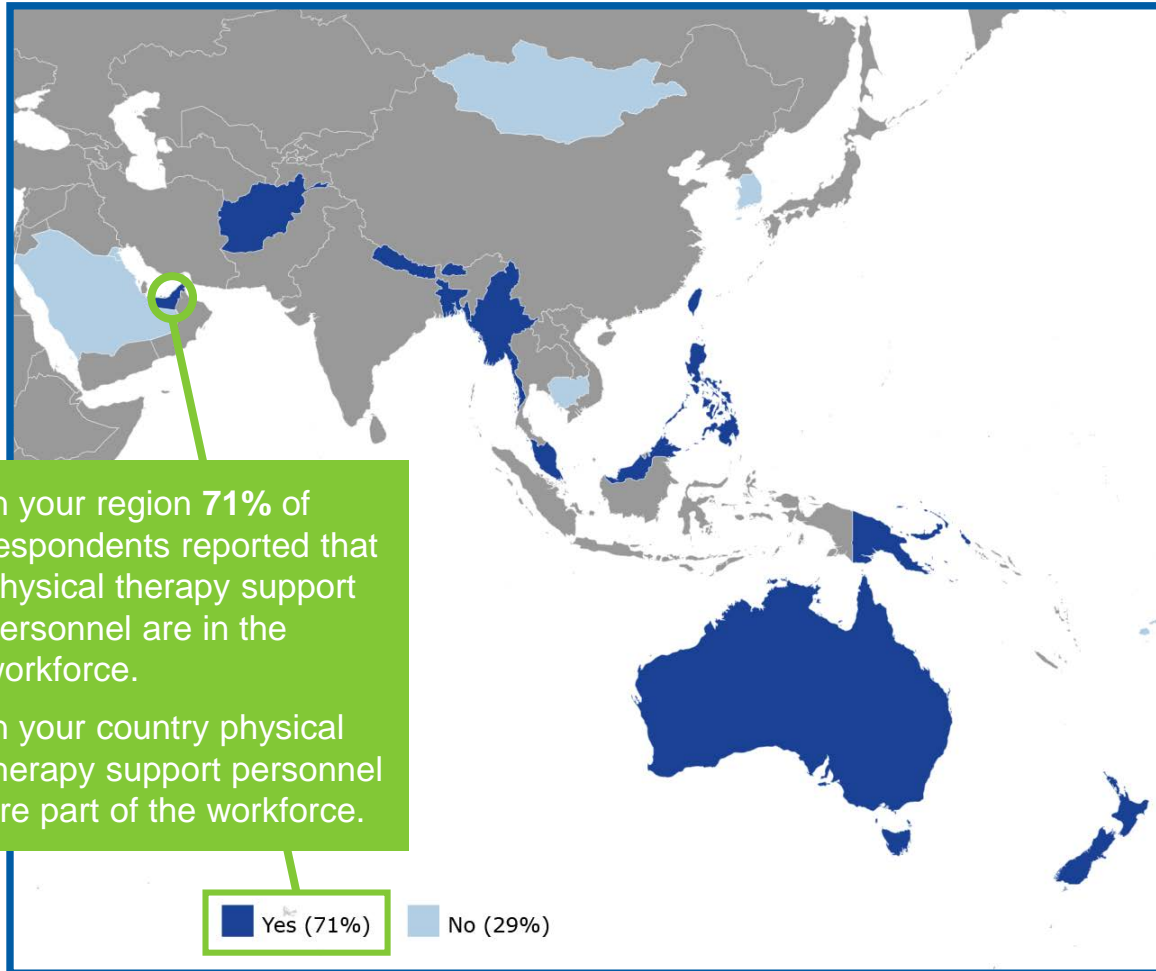 n your region 71% of
espondents reported that
hysical therapy support
ersonnel are in the
vorkforce.
n your country physical
herapy support personnel
re part of the workforce.
Yes (71%)
No (29%)